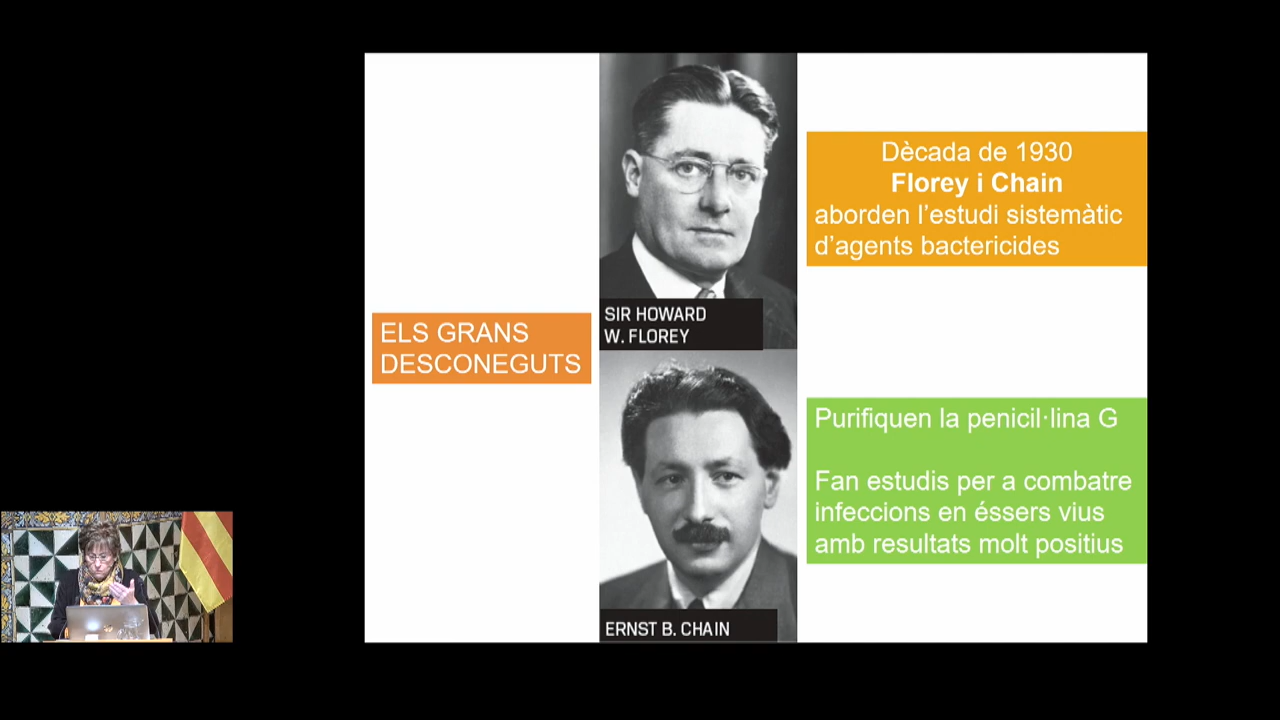 ELS GRANS
DESCONEGUTS
SIR HOWARD
W. FLOREY
ERNST B. CHAIN
Dècada de 1930
Florey i Chain
aborden l'estudi sistemàtic
d'agents bactericides
Purifiquen la penicil·lina G
Fan estudis per a combatre
infeccions en éssers vius
amb resultats molt positius